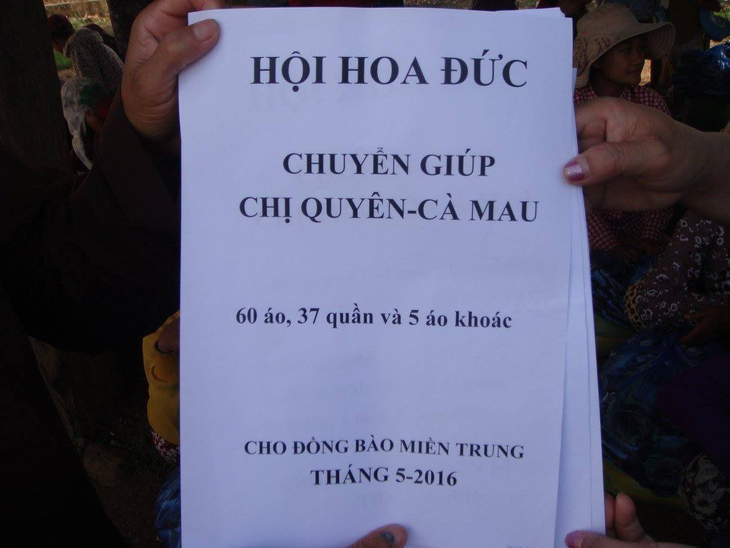 HỘI HOA ĐỨC
CHUYỂN GIÚP
CHỊ QUYÊN-CÀ MAU
60 áo, 37 quần và 5 áo khoác
CHO ĐỒNG BÀO MIỀN TRUNG
THÁNG 5-2016